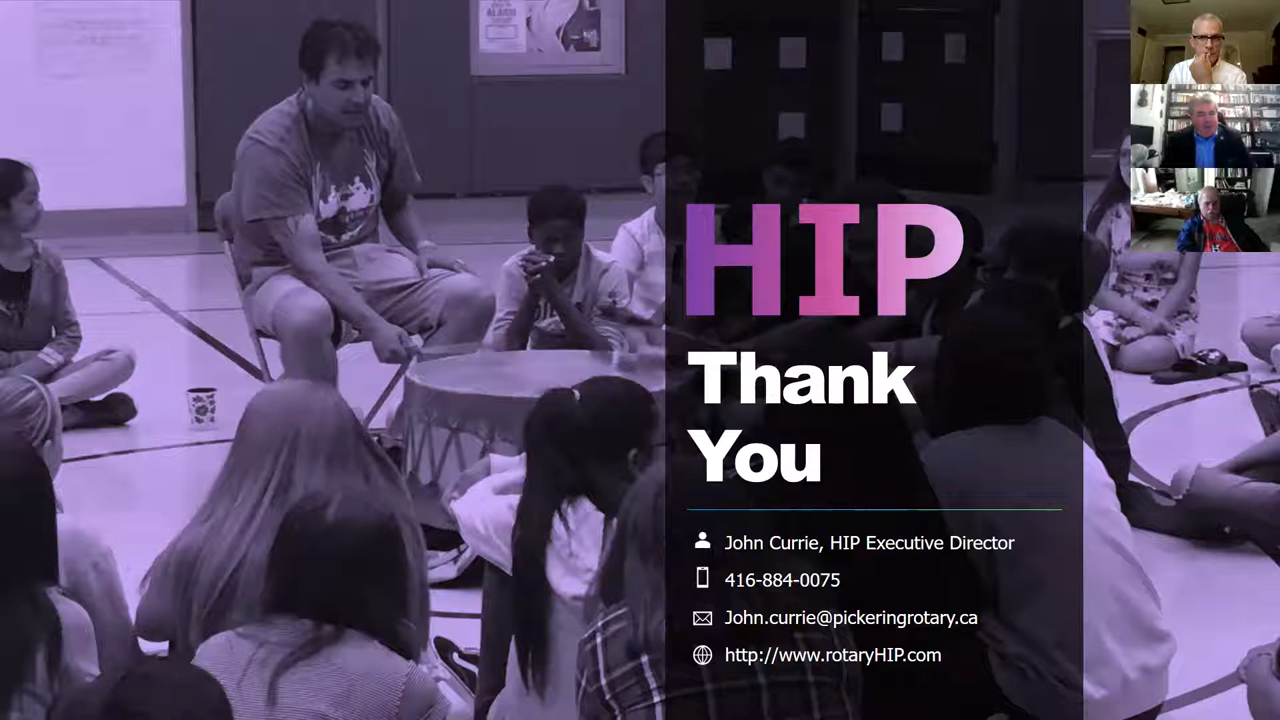 ALARM
HIP
Thank
You
John Currie, HIP Executive Director
416-884-0075
John.currie@pickeringrotary.ca
http://www.rotaryHIP.com